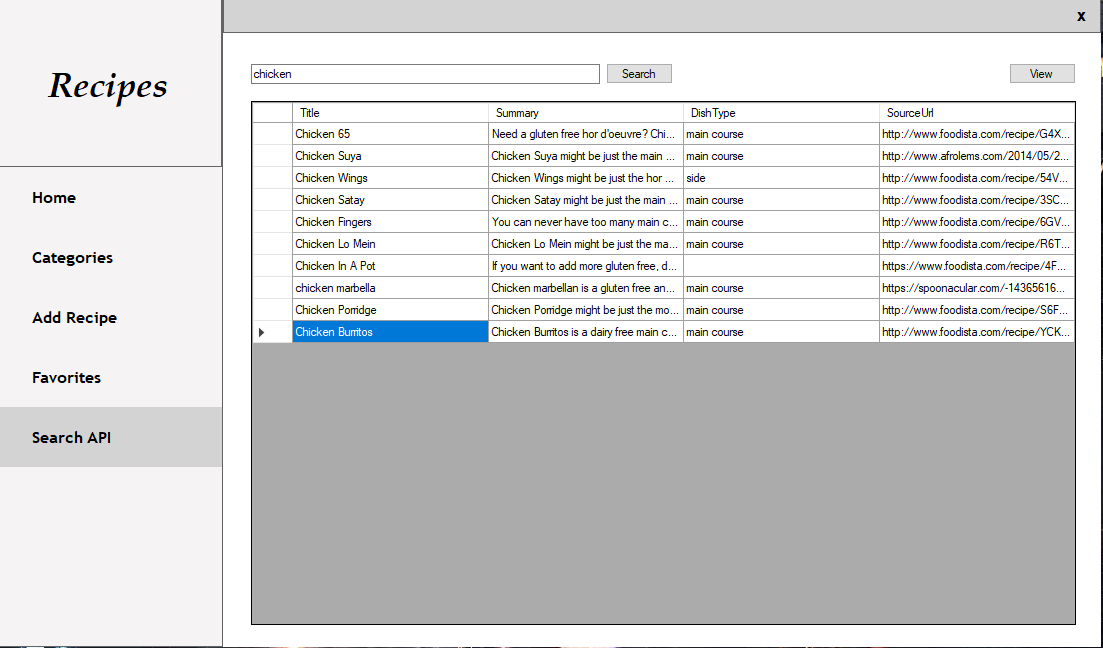 x
Recipes
Home
Categories
Add Recipe
Favorites
Search API
chicken Search View
Title Summary DishType SourceUrl
Chicken 65 Need a gluten free hor d'oeuvre? Chi... main course http://www.foodista.com/recipe/G4X...
Chicken Suya Chicken Suya might be just the main ... main course http://www.afrolems.com/2014/05/2...
Chicken Wings Chicken Wings might be just the hor ... side http://www.foodista.com/recipe/54V...
Chicken Satay Chicken Satay might be just the main ... main course http://www.foodista.com/recipe/3SC...
Chicken Fingers You can never have too many main c... main course http://www.foodista.com/recipe/6GV...
Chicken Lo Mein Chicken Lo Mein might be just the ma... main course http://www.foodista.com/recipe/R6T...
Chicken In A Pot If you want to add more gluten free, d... https://www.foodista.com/recipe/4F...
chicken marbella Chicken marbellan is a gluten free an... main course https://spoonacular.com/-14365616...
Chicken Porridge Chicken Porridge might be just the mo... main course http://www.foodista.com/recipe/S6F...
Chicken Burritos Chicken Burritos is a dairy free main c... main course http://www.foodista.com/recipe/YCK...